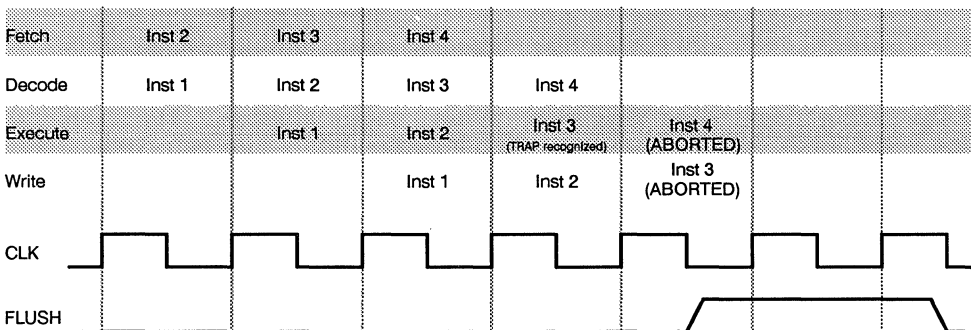 Fetch Inst 2 Inst 3 Inst 4
Decode Inst 1 Inst 2 Inst 3 Inst 4
Execute Inst 1 Inst 2 Inst 3 Inst 4
(TRAP recognized) (ABORTED)
Write Inst 1 Inst 2 Inst 3
(ABORTED)
CLK
FLUSH